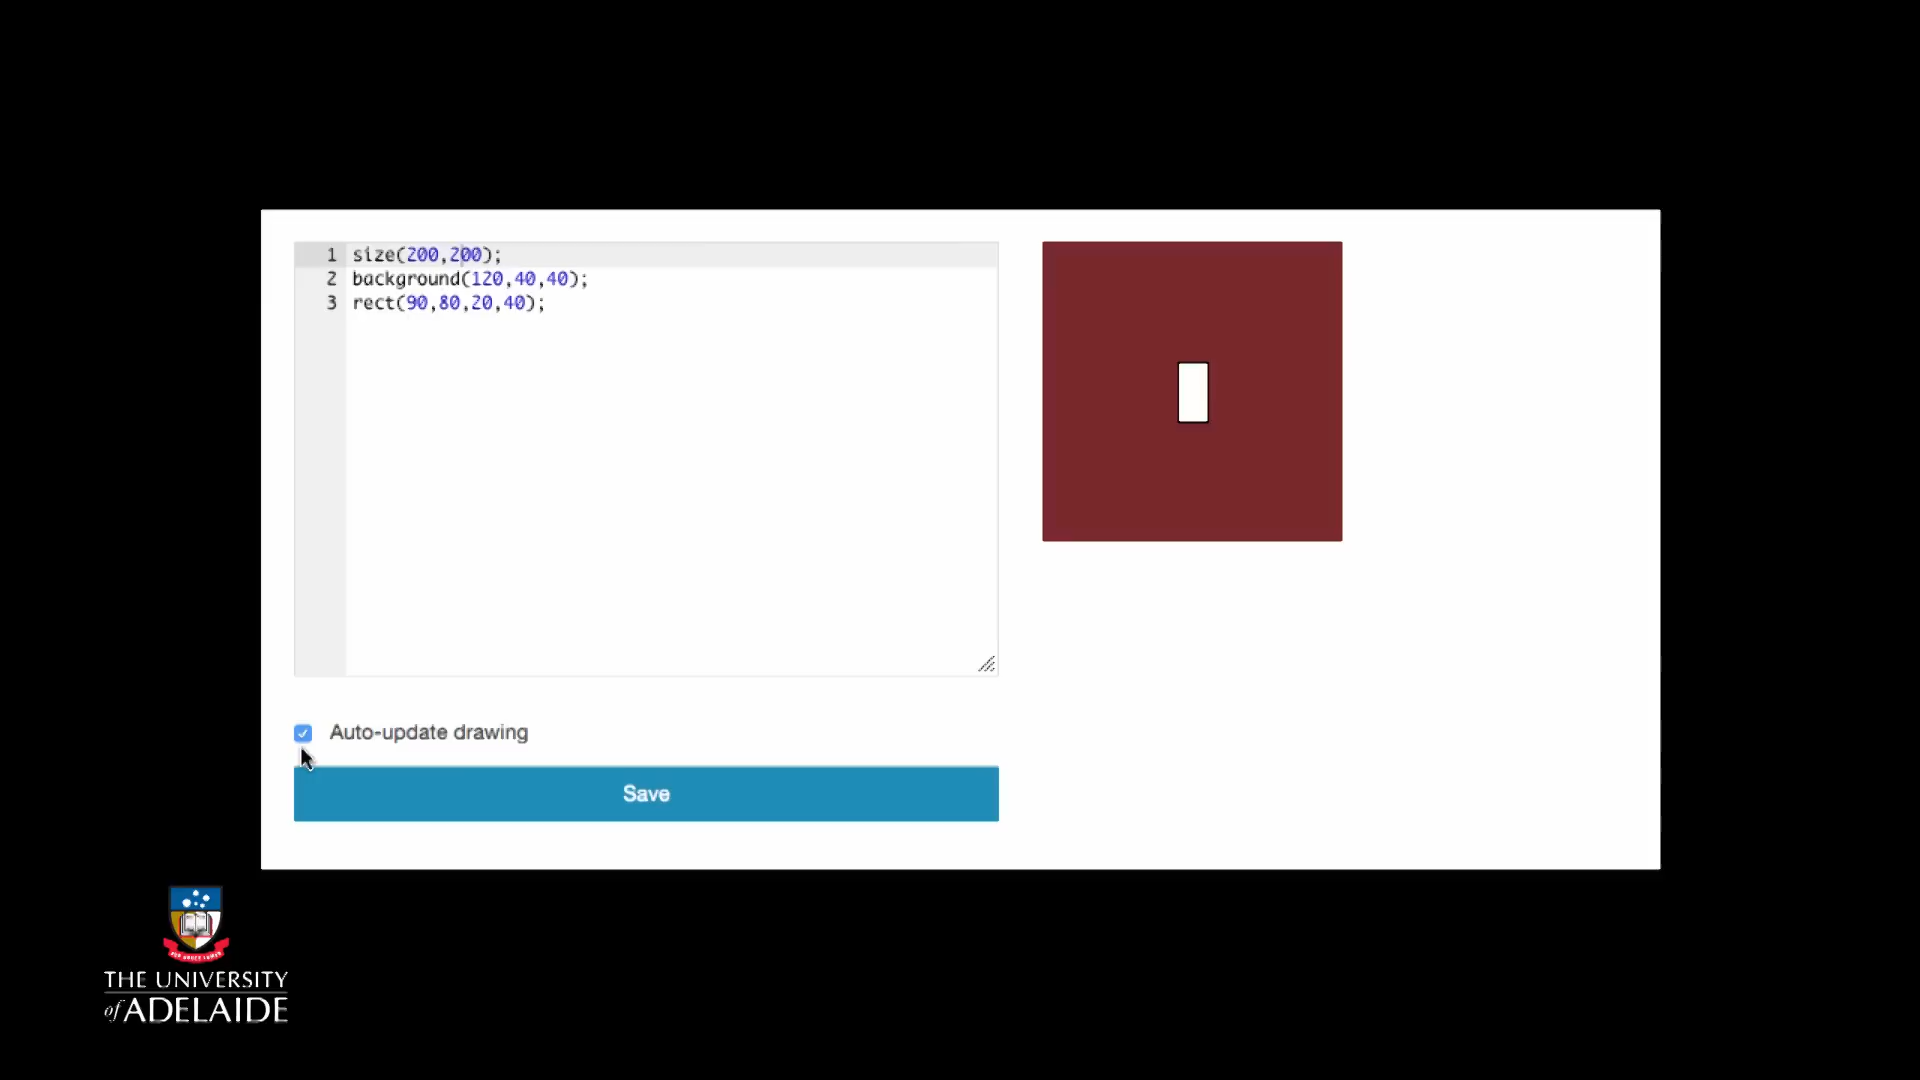 1 size(200,200);
2 background(120,40,40);
3 rect(90,80,20,40);
Auto-update drawing
Save
THE UNIVERSITY
of ADELAIDE